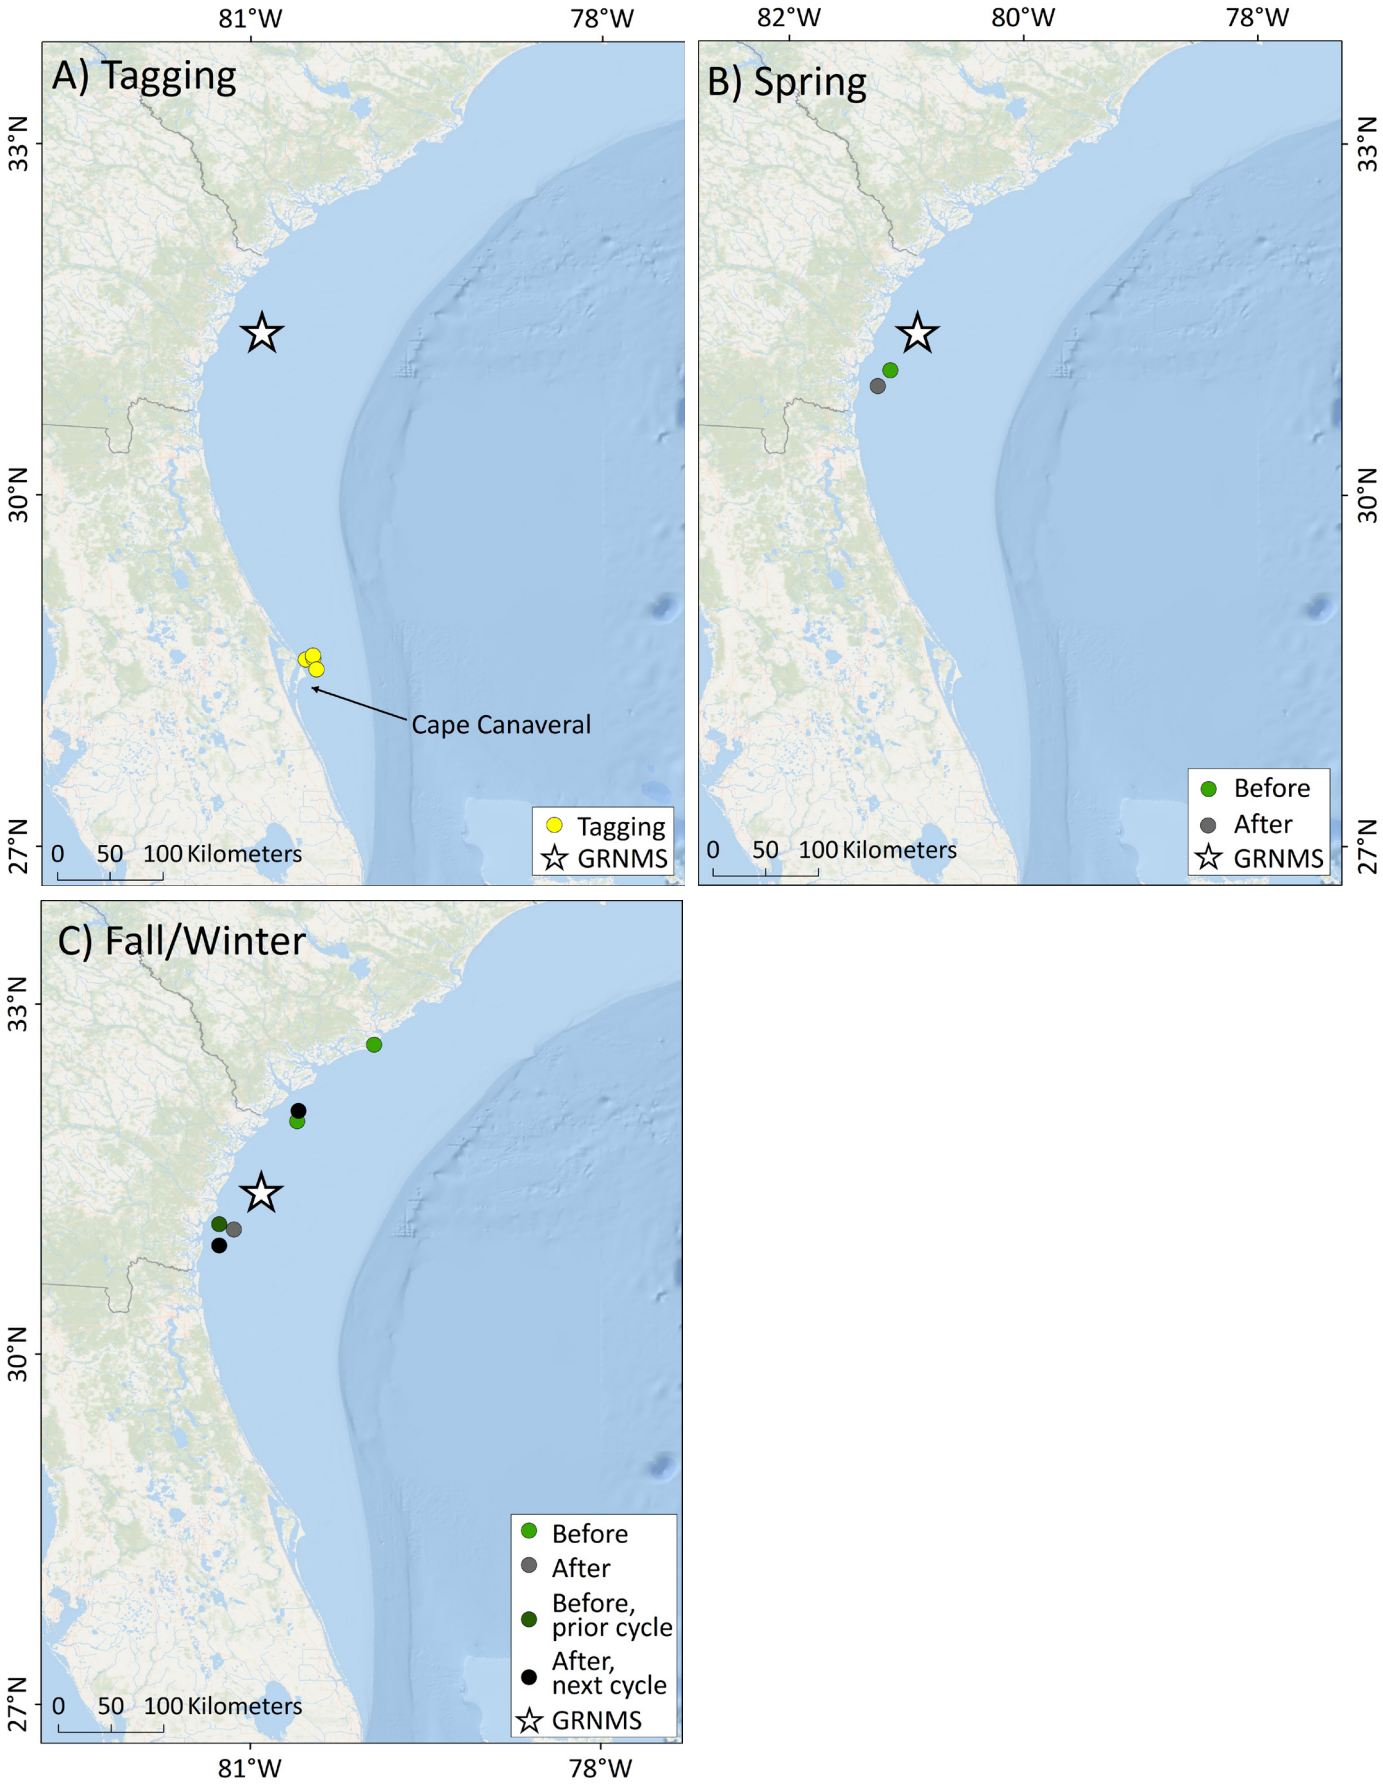 81°W
78°W
82°W
80°W
78°W
A) Tagging
B) Spring
33°N
33°N
30°N
30°N
Cape Canaveral
Tagging
GRNMS
Before
After
GRNMS
27°N
27°N
0 50 100 Kilometers
0 50 100 Kilometers
C) Fall/Winter
33°N
30°N
Before
After
Before,
prior cycle
After,
next cycle
GRNMS
27°N
0 50 100 Kilometers
81°W
78°W